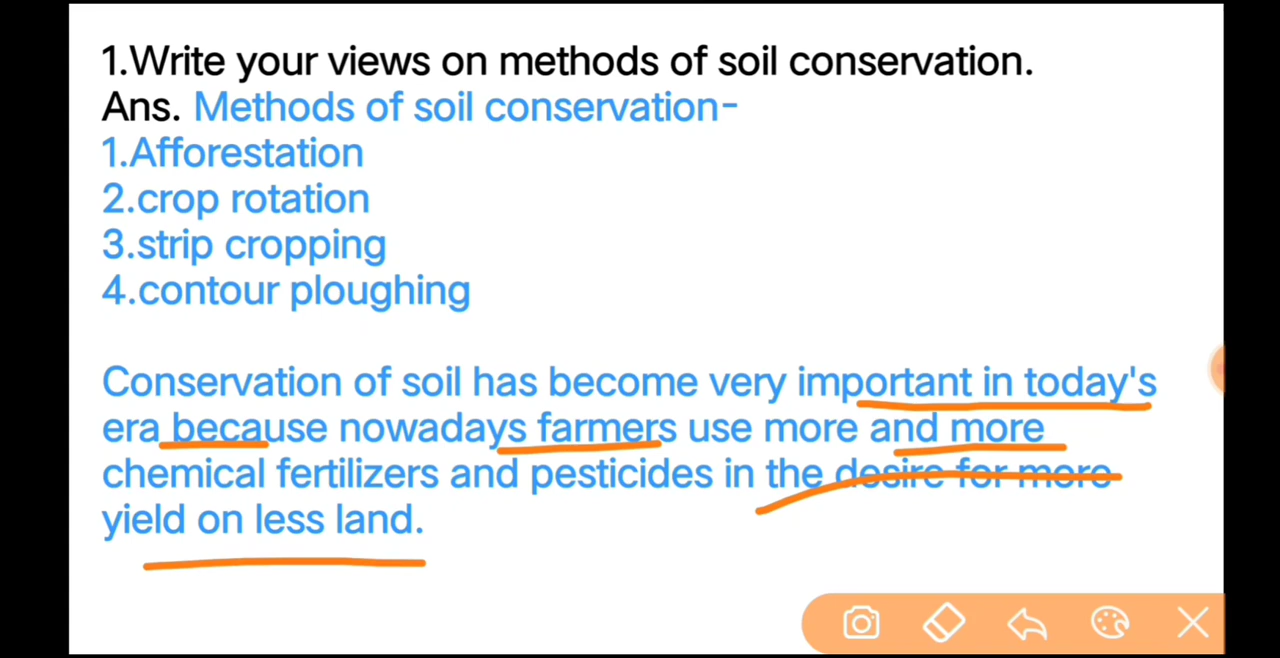 1.Write your views on methods of soil conservation.
Ans. Methods of soil conservation-
1.Afforestation
2.crop rotation
3.strip cropping
4.contour ploughing
Conservation of soil has become very important in today's
era because nowadays farmers use more and more
chemical fertilizers and pesticides in the desire for more
yield on less land.